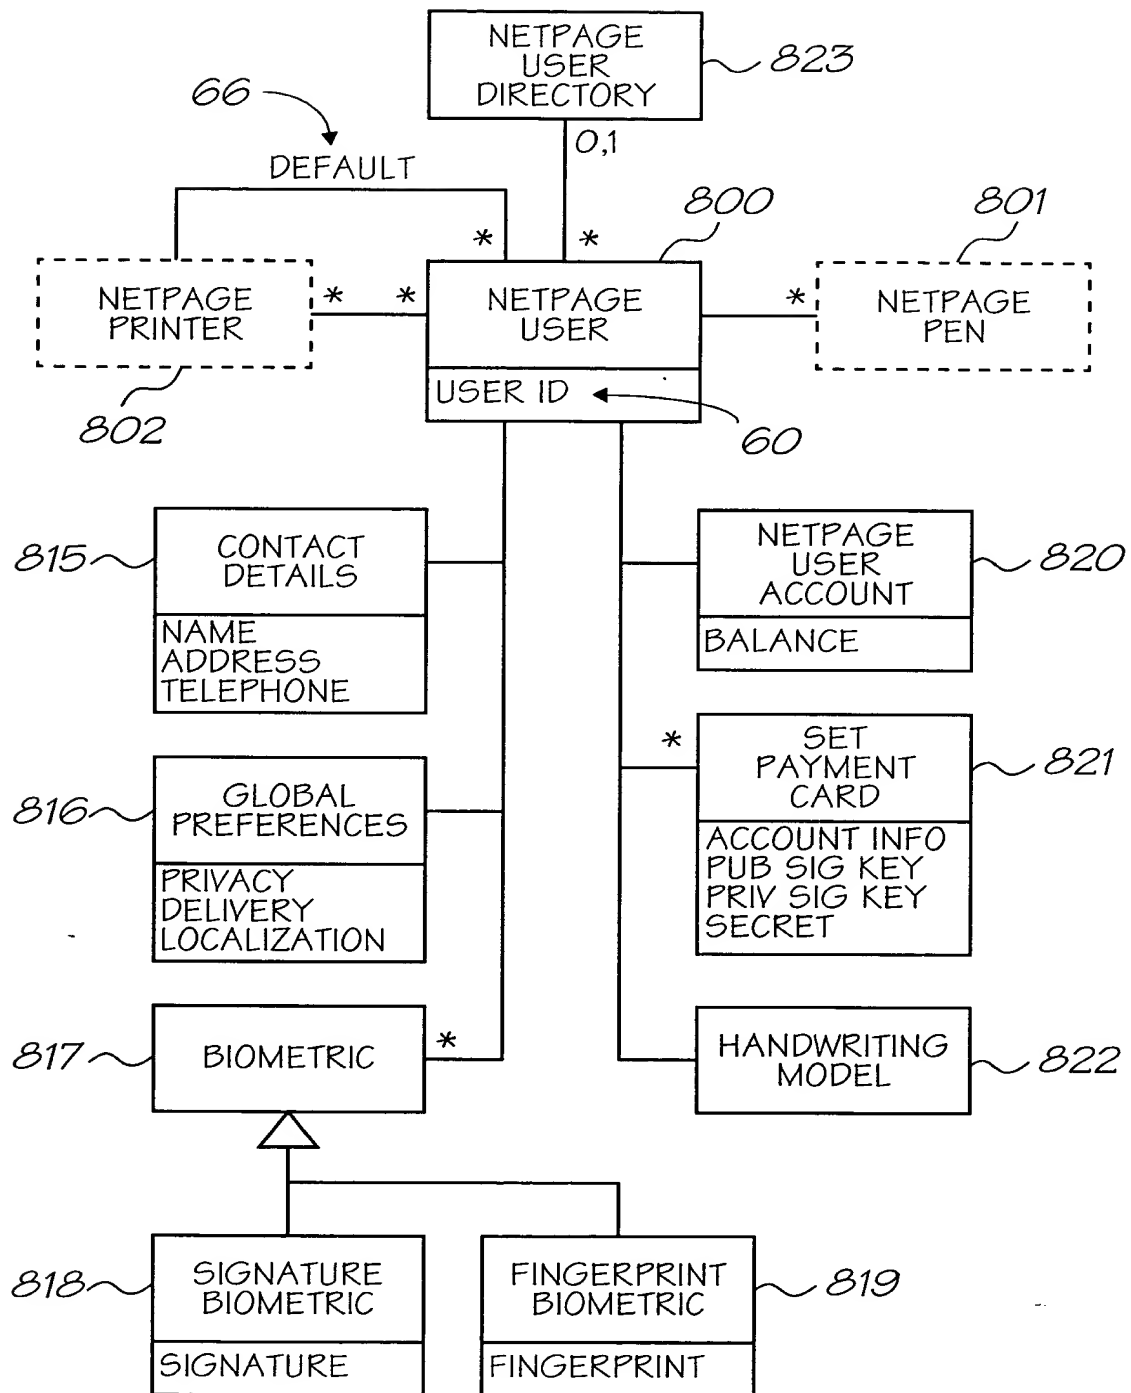 NETPAGE
USER
DIRECTORY
823
66
0,1
DEFAULT
800
801
*
*
NETPAGE
PRINTER
*
*
NETPAGE
USER
*
NETPAGE
PEN
USER ID
802
60
815
CONTACT
DETAILS
NAME
ADDRESS
TELEPHONE
NETPAGE
USER
ACCOUNT
820
BALANCE
816
GLOBAL
PREFERENCES
PRIVACY
DELIVERY
LOCALIZATION
*
SET
PAYMENT
CARD
821
ACCOUNT INFO
PUB SIG KEY
PRIV SIG KEY
SECRET
817
BIOMETRIC
*
HANDWRITING
MODEL
822
818
SIGNATURE
BIOMETRIC
SIGNATURE
FINGERPRINT
BIOMETRIC
819
FINGERPRINT